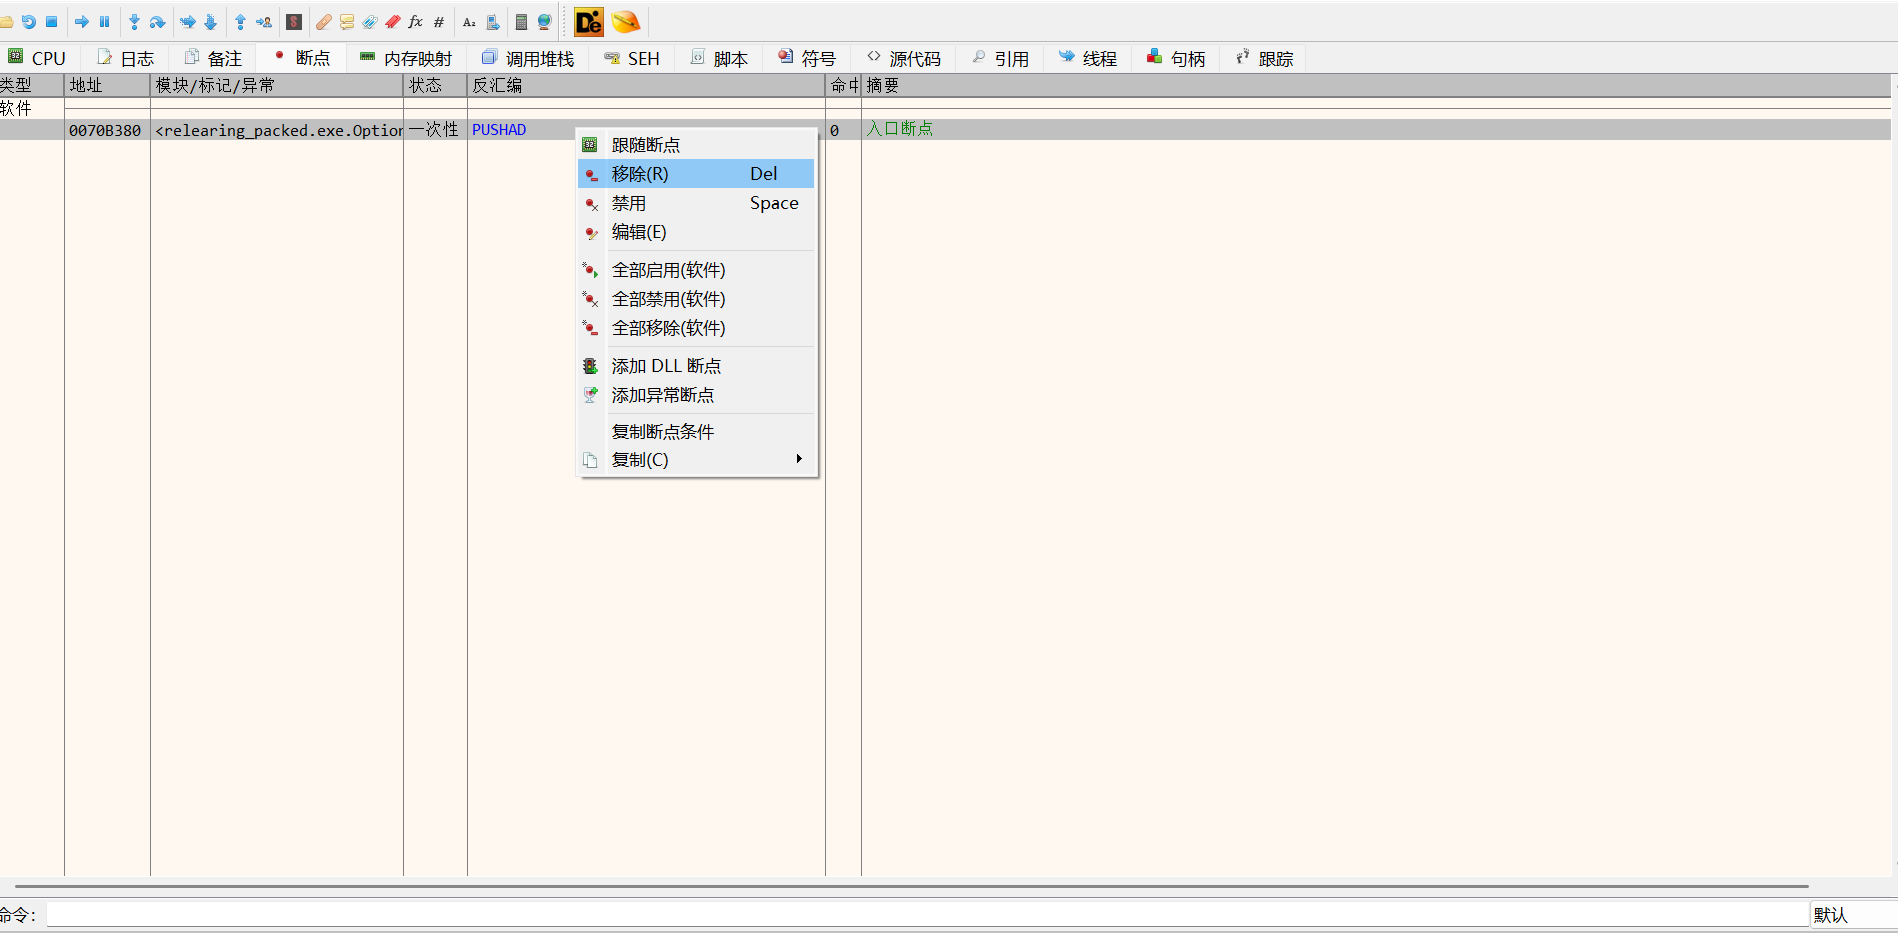 CPU 日志 备注 断点 内存映射 调用堆栈 SEH 脚本 符号 源代码 引用 线程 句柄 跟踪
类型 地址 模块/标记/异常 状态 反汇编 命中 摘要
软件
0070B380 <relearing_packed.exe.Option 一次性 PUSHAD 0 入口断点
跟随断点
移除(R) Del
禁用 Space
编辑(E)
全部启用(软件)
全部禁用(软件)
全部移除(软件)
添加 DLL 断点
添加异常断点
复制断点条件
复制(C)
命令: 默认